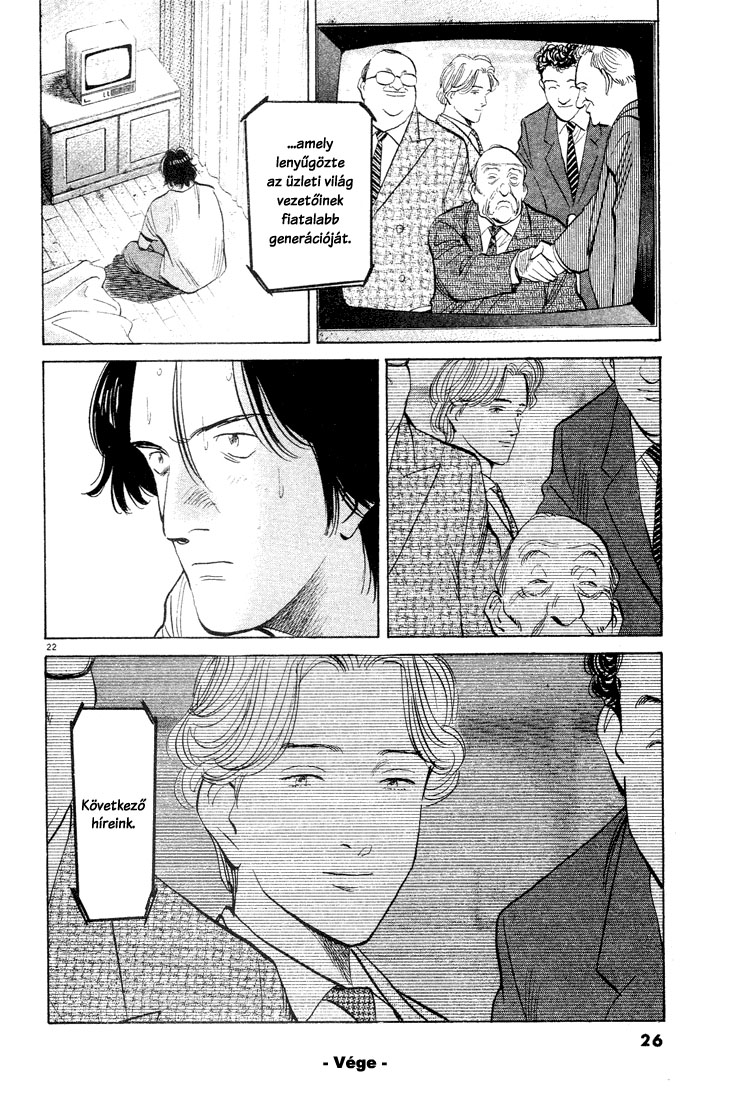 ...amely
lenyűgözte
az üzleti világ
vezetőinek
fiatalabb
generációját.
22
Következő
híreink.
26
- Vége -